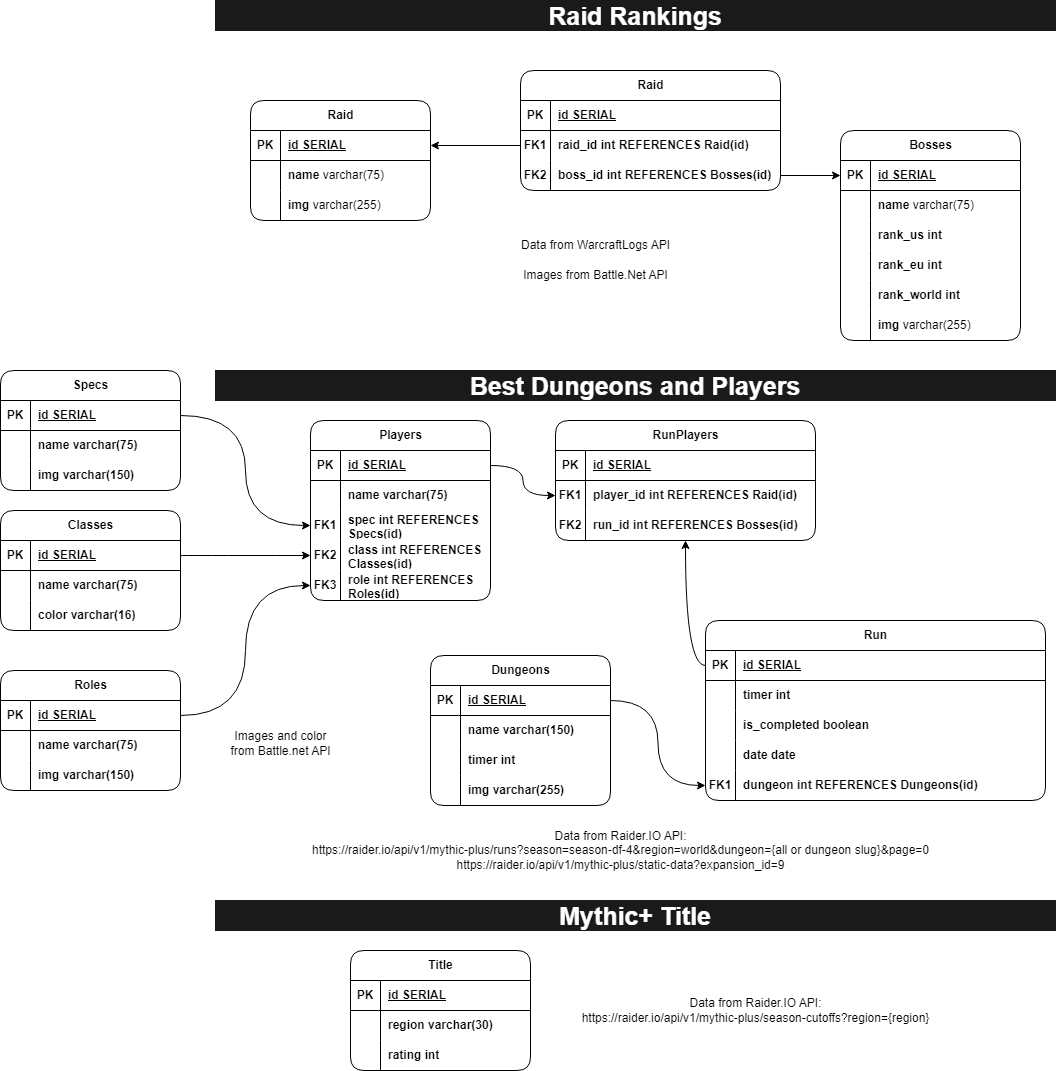 Raid Rankings
Raid
PK id SERIAL
name varchar(75)
img varchar(255)
Raid
PK id SERIAL
FK1 raid_id int REFERENCES Raid(id)
FK2 boss_id int REFERENCES Bosses(id)
Bosses
PK id SERIAL
name varchar(75)
rank_us int
rank_eu int
rank_world int
img varchar(255)
Data from WarcraftLogs API
Images from Battle.Net API
Best Dungeons and Players
Specs
PK id SERIAL
name varchar(75)
img varchar(150)
Classes
PK id SERIAL
name varchar(75)
color varchar(16)
Roles
PK id SERIAL
name varchar(75)
img varchar(150)
Players
PK id SERIAL
name varchar(75)
FK1 spec int REFERENCES
Specs(id)
FK2 class int REFERENCES
Classes(id)
FK3 role int REFERENCES
Roles(id)
RunPlayers
PK id SERIAL
FK1 player_id int REFERENCES Raid(id)
FK2 run_id int REFERENCES Bosses(id)
Images and color
from Battle.net API
Dungeons
PK id SERIAL
name varchar(150)
timer int
img varchar(255)
Run
PK id SERIAL
timer int
is_completed boolean
date date
FK1 dungeon int REFERENCES Dungeons(id)
Data from Raider.IO API:
https://raider.io/api/v1/mythic-plus/runs?season=season-df-4&region=world&dungeon={all or dungeon slug}&page=0
https://raider.io/api/v1/mythic-plus/static-data?expansion_id=9
Mythic+ Title
Title
PK id SERIAL
region varchar(30)
rating int
Data from Raider.IO API:
https://raider.io/api/v1/mythic-plus/season-cutoffs?region={region}